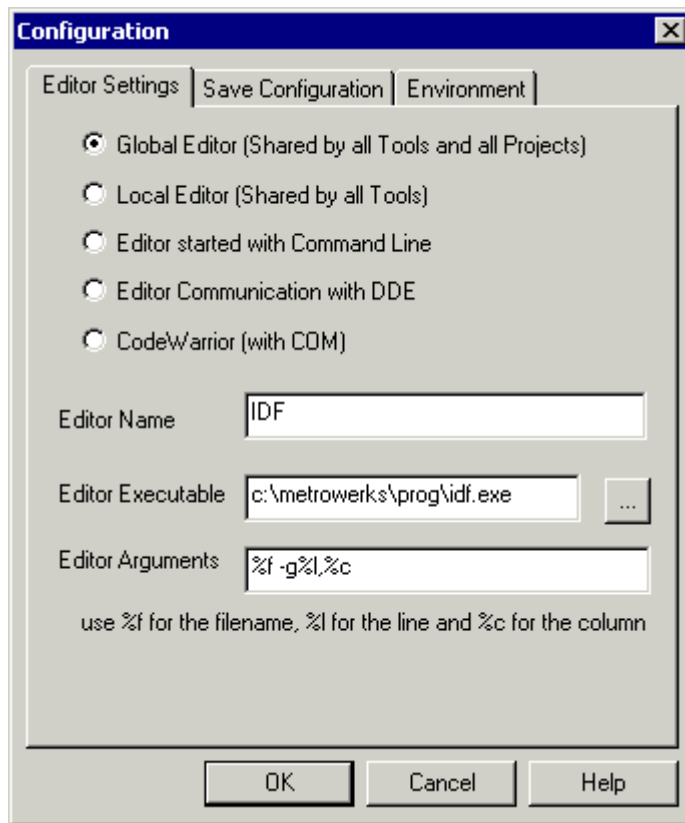 Configuration
Editor Settings Save Configuration Environment
Global Editor (Shared by all Tools and all Projects)
Local Editor (Shared by all Tools)
Editor started with Command Line
Editor Communication with DDE
CodeWarrior (with COM)
Editor Name IDF
Editor Executable c:\metrowerks\prog\idf.exe ...
Editor Arguments %f -g%l,%c
use %f for the filename, %l for the line and %c for the column
OK Cancel Help